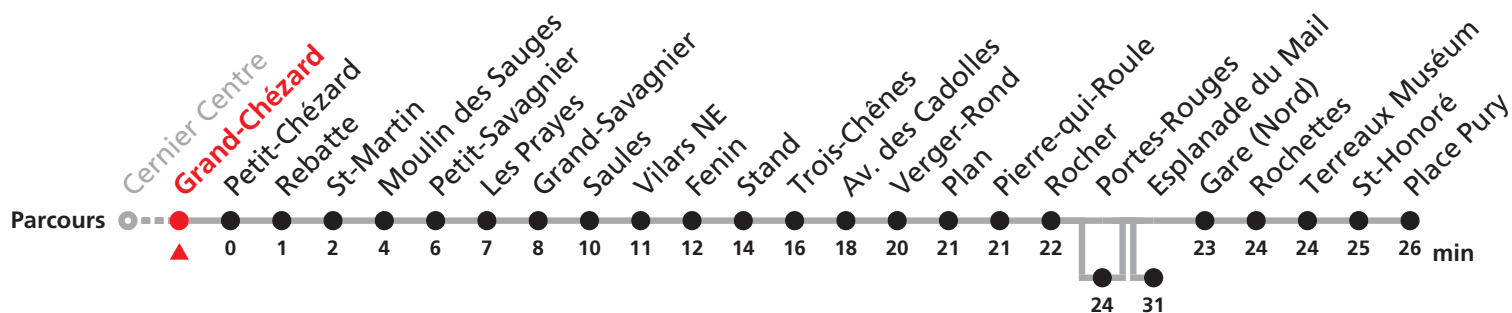 Cernier Centre
Grand-Chézard
Petit-Chézard
Rebatte
St-Martin
Moulin des Sauges
Petit-Savagnier
Les Prayes
Grand-Savagnier
Saules
Vilars NE
Fenin
Stand
Trois-Chênes
Av. des Cadolles
Verger-Rond
Plan
Pierre-qui-Roule
Rocher
Portes-Rouges
Esplanade du Mail
Gare (Nord)
Rochettes
Terreaux Muséum
St-Honoré
Place Pury
Parcours
0 1 2 4 6 7 8 10 11 12 14 16 18 20 21 21 22 23 24 24 25 26 min
24 31